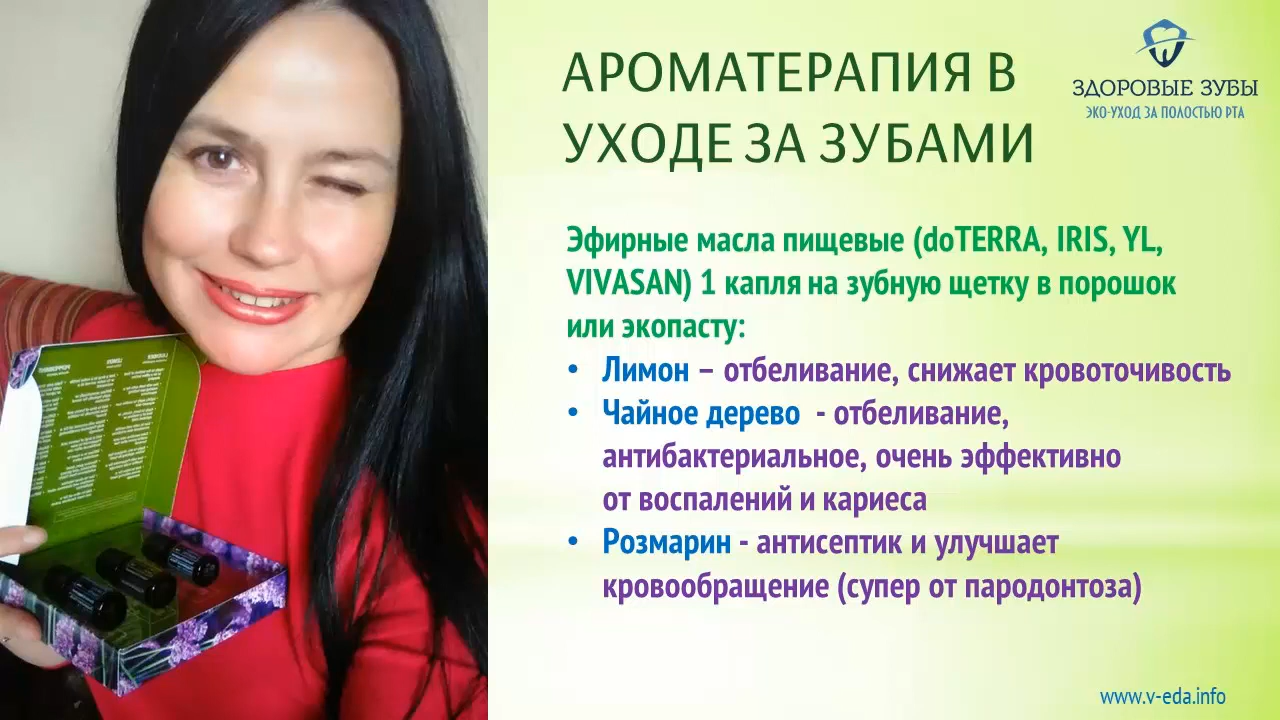 АРОМАТЕРАПИЯ В
УХОДЕ ЗА ЗУБАМИ
ЗДОРОВЫЕ ЗУБЫ
ЭКО-УХОД ЗА ПОЛОСТЬЮ РТА
Эфирные масла пищевые (doTERRA, IRIS, YL,
VIVASAN) 1 капля на зубную щетку в порошок
или экопасту:
• Лимон – отбеливание, снижает кровоточивость
• Чайное дерево - отбеливание,
антибактериальное, очень эффективно
от воспалений и кариеса
• Розмарин - антисептик и улучшает
кровообращение (супер от пародонтоза)
www.v-eda.info